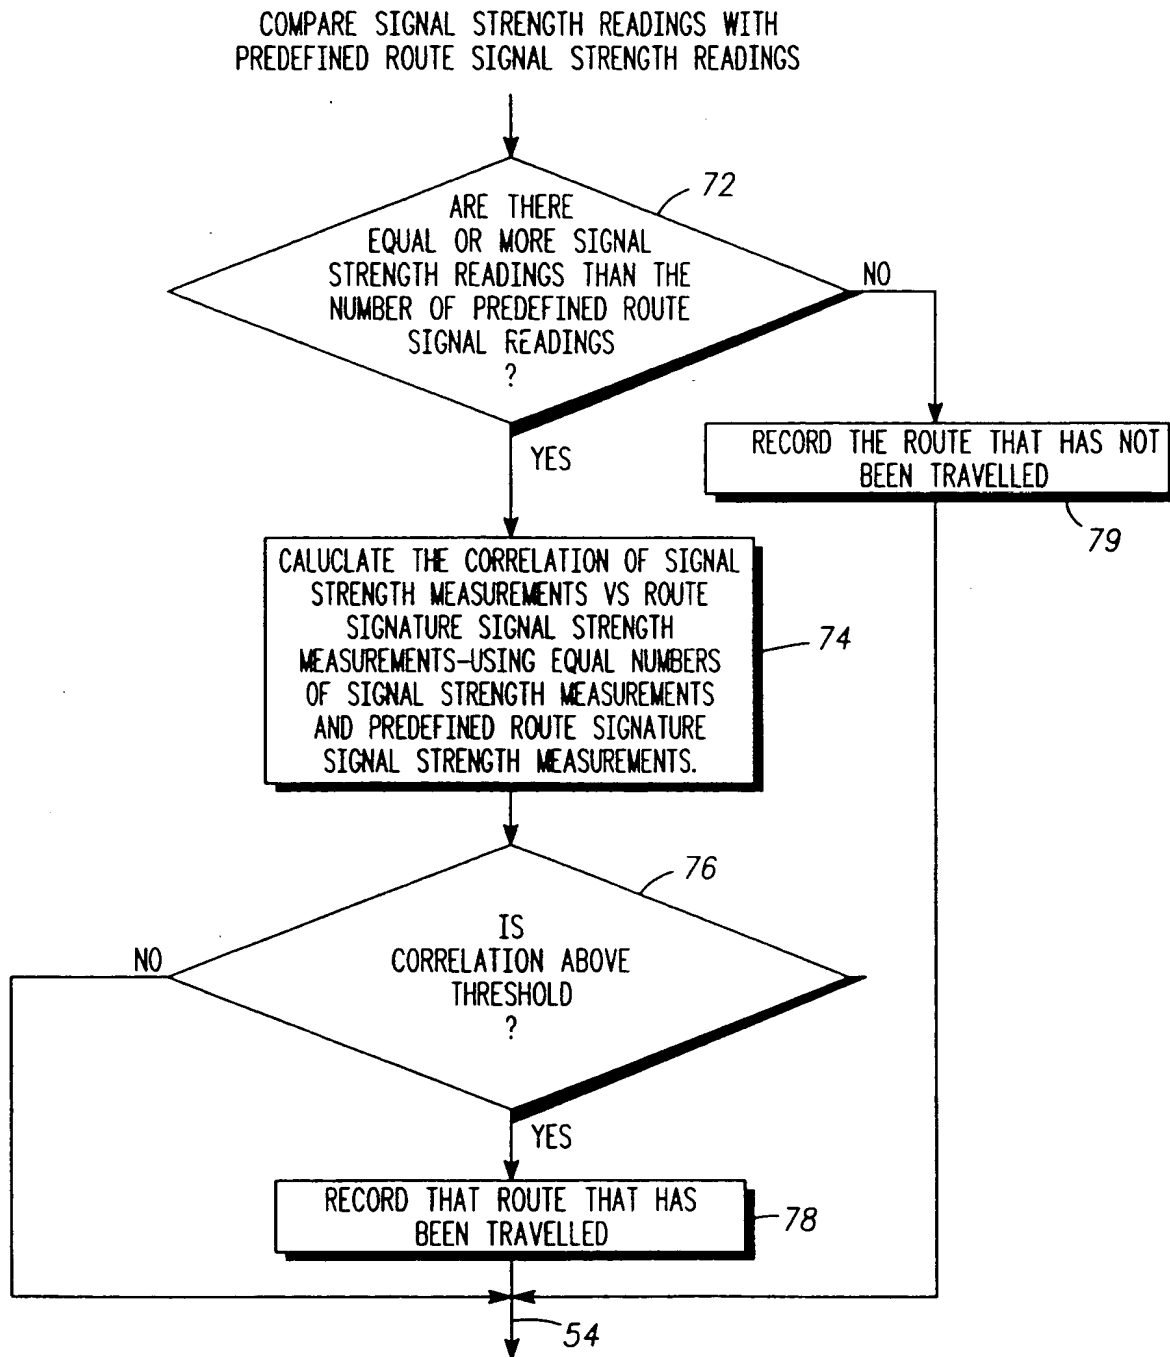 COMPARE SIGNAL STRENGTH READINGS WITH
PREDEFINED ROUTE SIGNAL STRENGTH READINGS
72
ARE THERE
EQUAL OR MORE SIGNAL
STRENGTH READINGS THAN THE
NUMBER OF PREDEFINED ROUTE
SIGNAL READINGS
?
NO
YES
RECORD THE ROUTE THAT HAS NOT
BEEN TRAVELLED
79
CALUCLATE THE CORRELATION OF SIGNAL
STRENGTH MEASUREMENTS VS ROUTE
SIGNATURE SIGNAL STRENGTH
MEASUREMENTS-USING EQUAL NUMBERS
OF SIGNAL STRENGTH MEASUREMENTS
AND PREDEFINED ROUTE SIGNATURE
SIGNAL STRENGTH MEASUREMENTS.
74
76
IS
CORRELATION ABOVE
THRESHOLD
?
NO
YES
RECORD THAT ROUTE THAT HAS
BEEN TRAVELLED
78
54